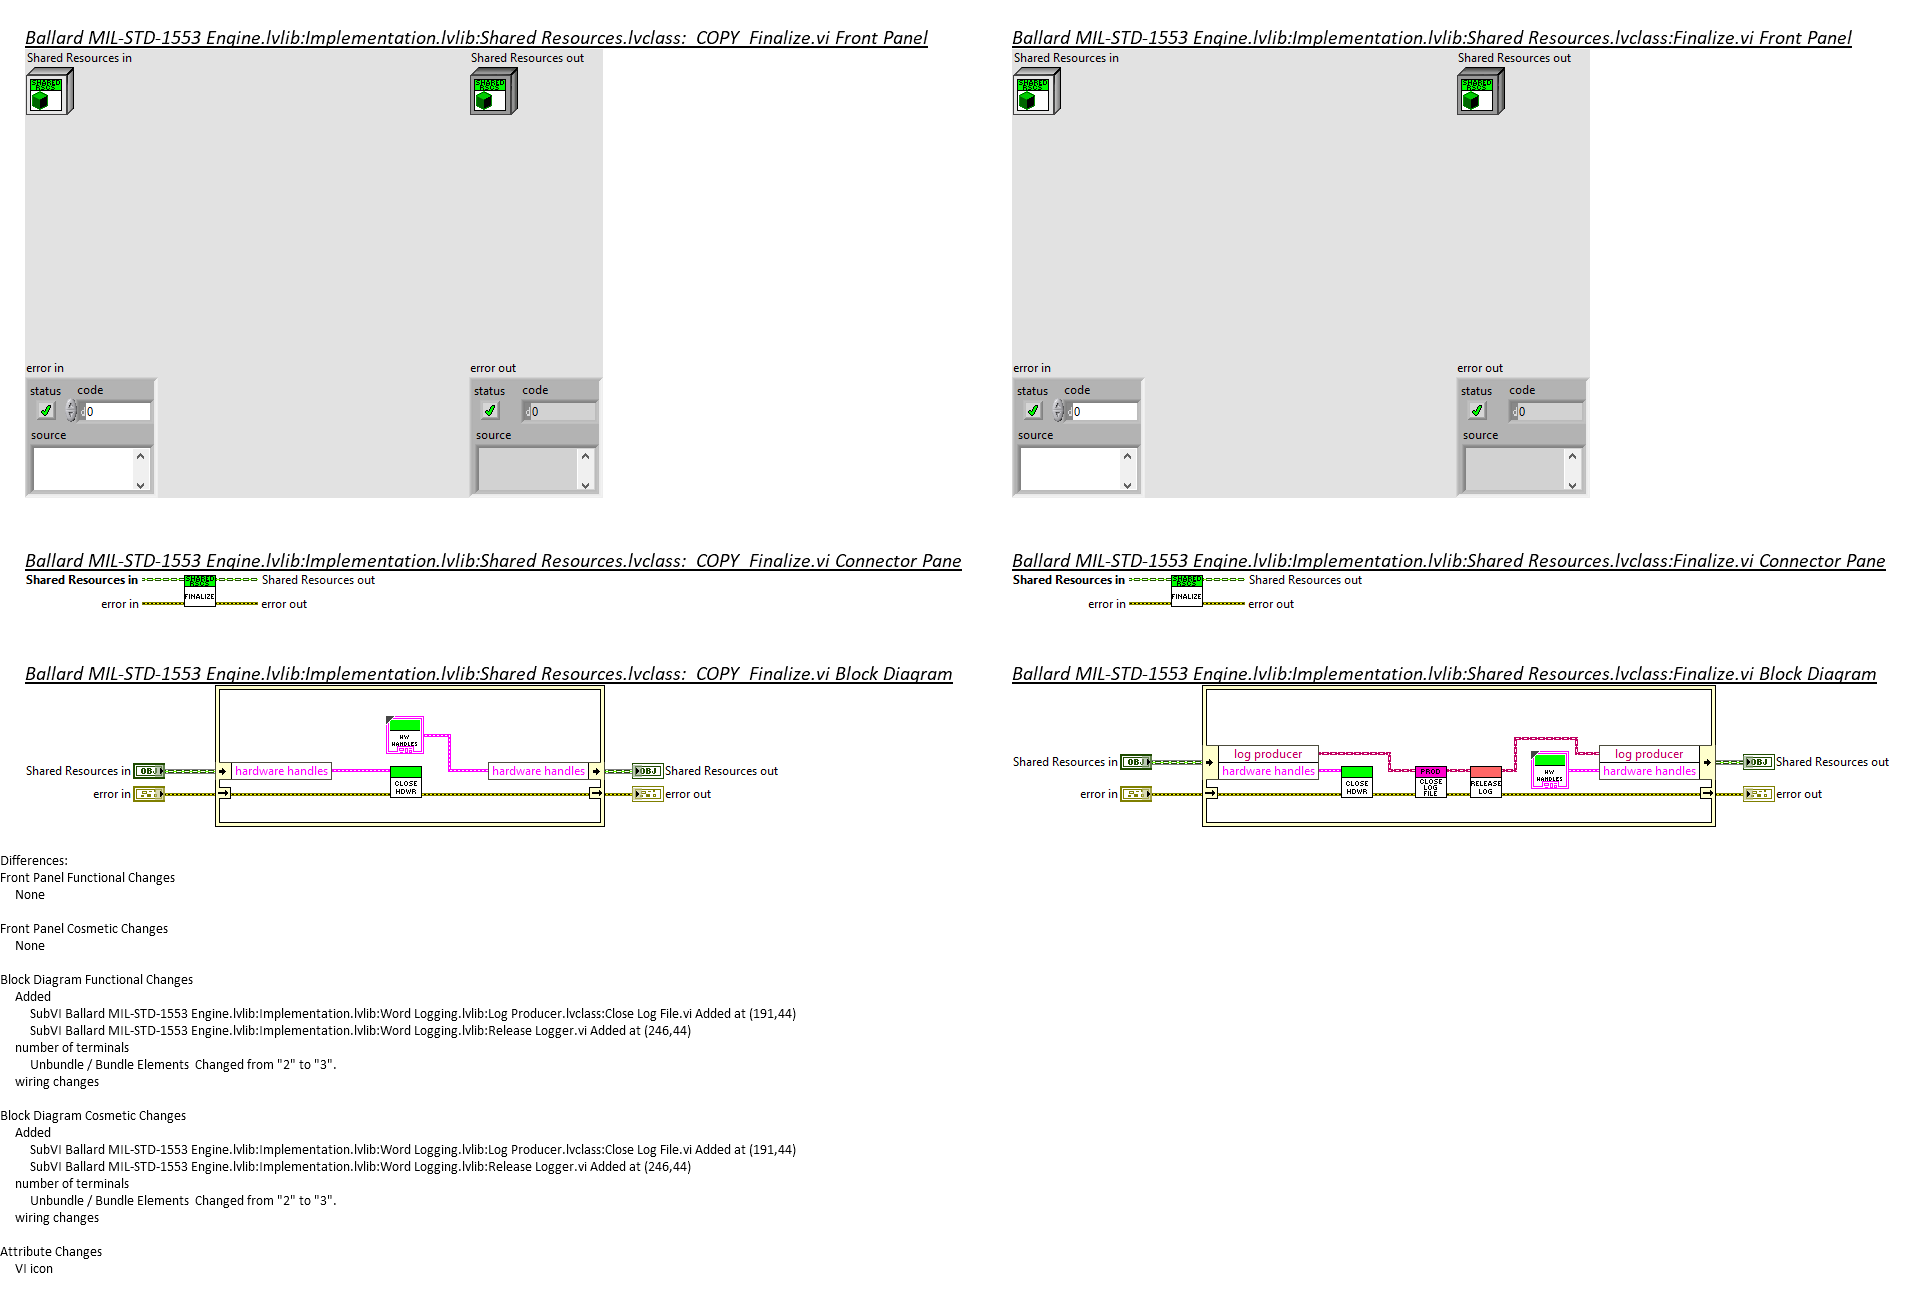 Ballard MIL-STD-1553 Engine.lvlib:Implementation.lvlib:Shared Resources.lvclass:_COPY_Finalize.vi Front Panel
Shared Resources in
Shared Resources out
SHARED
RSCS
SHARED
RSCS
error in
error out
status code
status code
d 0
d 0
source
source
Ballard MIL-STD-1553 Engine.lvlib:Implementation.lvlib:Shared Resources.lvclass:Finalize.vi Front Panel
Shared Resources in
Shared Resources out
SHARED
RSCS
SHARED
RSCS
error in
error out
status code
status code
d 0
d 0
source
source
Ballard MIL-STD-1553 Engine.lvlib:Implementation.lvlib:Shared Resources.lvclass:_COPY_Finalize.vi Connector Pane
Shared Resources in
SHARED
RSCS
Shared Resources out
error in
FINALIZE
error out
Ballard MIL-STD-1553 Engine.lvlib:Implementation.lvlib:Shared Resources.lvclass:Finalize.vi Connector Pane
Shared Resources in
SHARED
RSCS
Shared Resources out
error in
FINALIZE
error out
Ballard MIL-STD-1553 Engine.lvlib:Implementation.lvlib:Shared Resources.lvclass:_COPY_Finalize.vi Block Diagram
HW
HANDLES
Shared Resources in
OBJ
hardware handles
hardware handles
OBJ
Shared Resources out
error in
CLOSE
HDWR
error out
Ballard MIL-STD-1553 Engine.lvlib:Implementation.lvlib:Shared Resources.lvclass:Finalize.vi Block Diagram
log producer
log producer
Shared Resources in
OBJ
hardware handles
hardware handles
OBJ
Shared Resources out
error in
CLOSE
HDWR
PROD
CLOSE
LOG
FILE
RELEASE
LOG
HW
HANDLES
error out
Differences:
Front Panel Functional Changes
None
Front Panel Cosmetic Changes
None
Block Diagram Functional Changes
Added
SubVI Ballard MIL-STD-1553 Engine.lvlib:Implementation.lvlib:Word Logging.lvlib:Log Producer.lvclass:Close Log File.vi Added at (191,44)
SubVI Ballard MIL-STD-1553 Engine.lvlib:Implementation.lvlib:Word Logging.lvlib:Release Logger.vi Added at (246,44)
number of terminals
Unbundle / Bundle Elements  Changed from "2" to "3".
wiring changes
Block Diagram Cosmetic Changes
Added
SubVI Ballard MIL-STD-1553 Engine.lvlib:Implementation.lvlib:Word Logging.lvlib:Log Producer.lvclass:Close Log File.vi Added at (191,44)
SubVI Ballard MIL-STD-1553 Engine.lvlib:Implementation.lvlib:Word Logging.lvlib:Release Logger.vi Added at (246,44)
number of terminals
Unbundle / Bundle Elements  Changed from "2" to "3".
wiring changes
Attribute Changes
VI icon